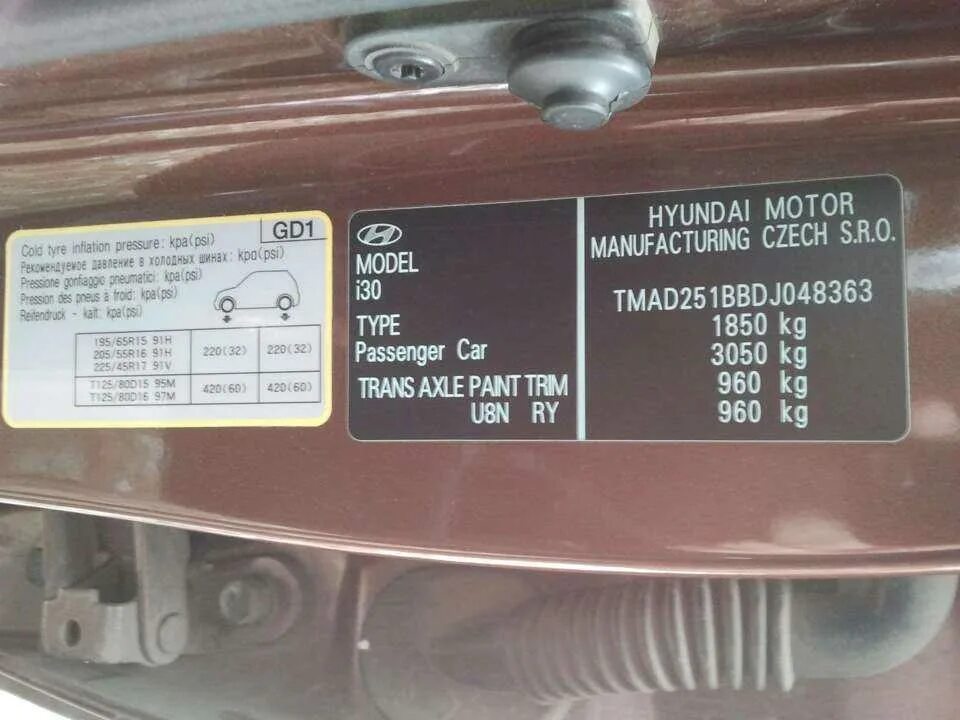 GD1
Cold tyre inflation pressure: kpa(psi)
Рекомендуемое давление в холодных шинах: kpa(psi)
Pressione gonfiaggio pneumatici: kpa(psi)
Pression des pneus à froid: kpa(psi)
Reifendruck - kalt: kpa(psi)
195/65R15 91H
205/55R16 91H
225/45R17 91V
220(32) 220(32)
T125/80D15 95M
T125/80D16 97M
420(60) 420(60)
MODEL
i30
TYPE
Passenger Car
TRANS AXLE PAINT TRIM
U8N RY
HYUNDAI MOTOR
MANUFACTURING CZECH S.R.O.
TMAD251BBDJ048363
1850 kg
3050 kg
960 kg
960 kg